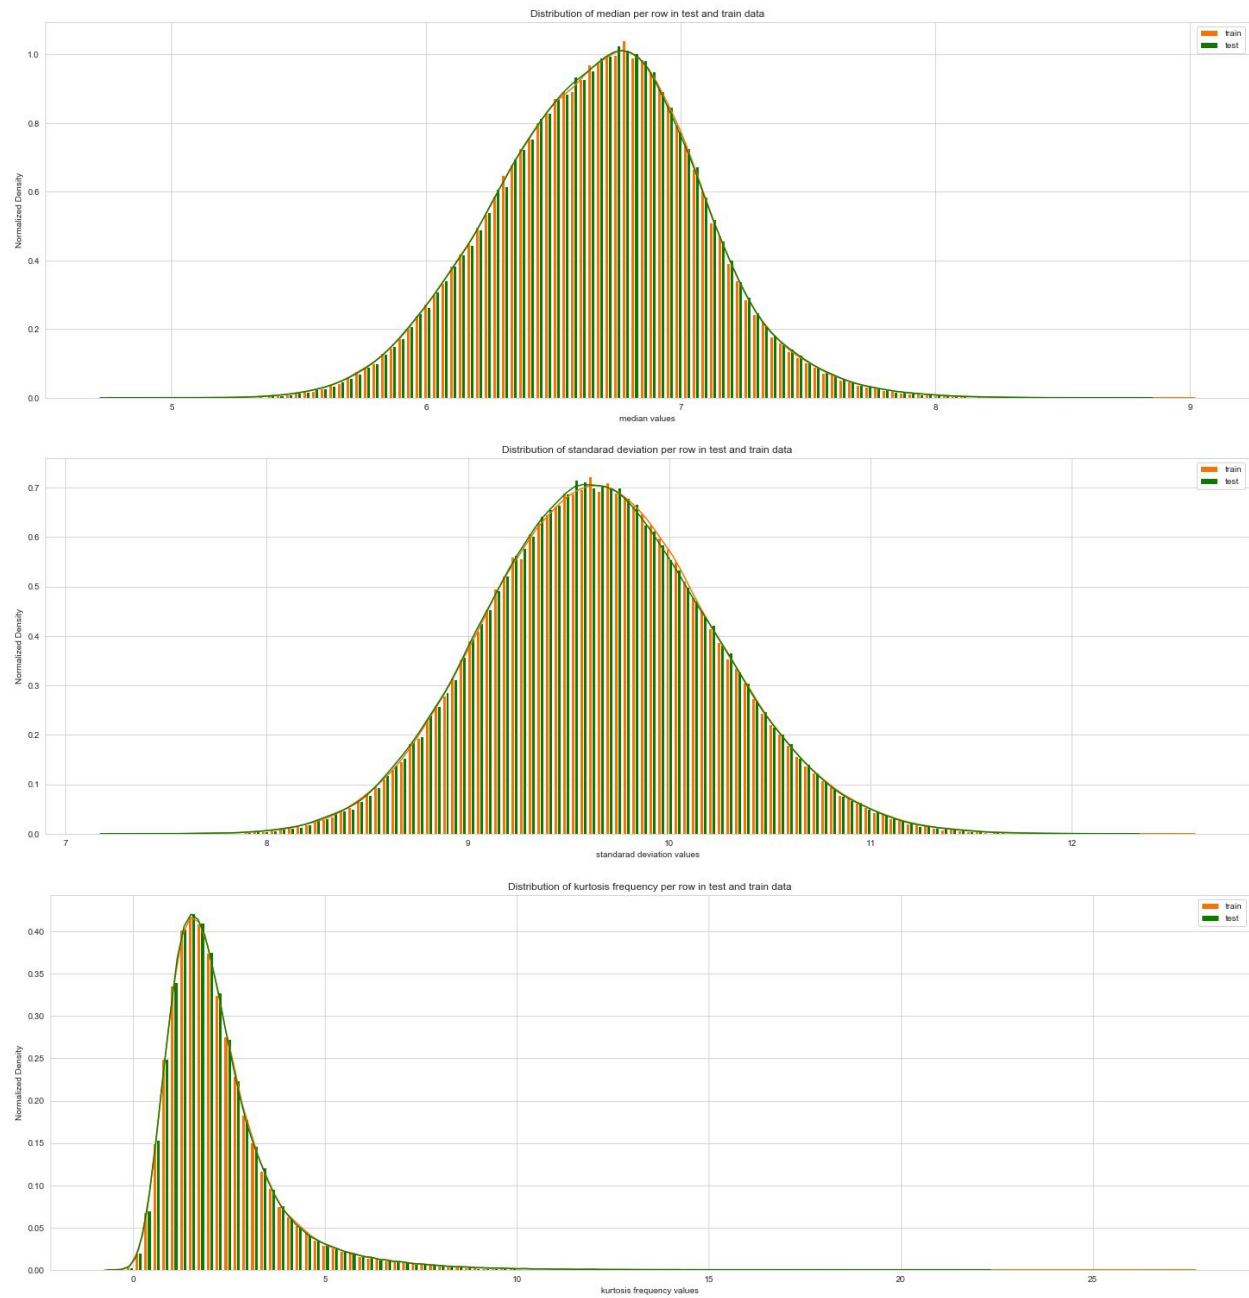 Distribution of median per row in test and train data
train
test
Normalized Density
1.0
0.8
0.6
0.4
0.2
0.0
5 6 7 8 9
median values
Distribution of standarad deviation per row in test and train data
train
test
Normalized Density
0.7
0.6
0.5
0.4
0.3
0.2
0.1
0.0
7 8 9 10 11 12
standarad deviation values
Distribution of kurtosis frequency per row in test and train data
train
test
Normalized Density
0.40
0.35
0.30
0.25
0.20
0.15
0.10
0.05
0.00
0 5 10 15 20 25
kurtosis frequency values